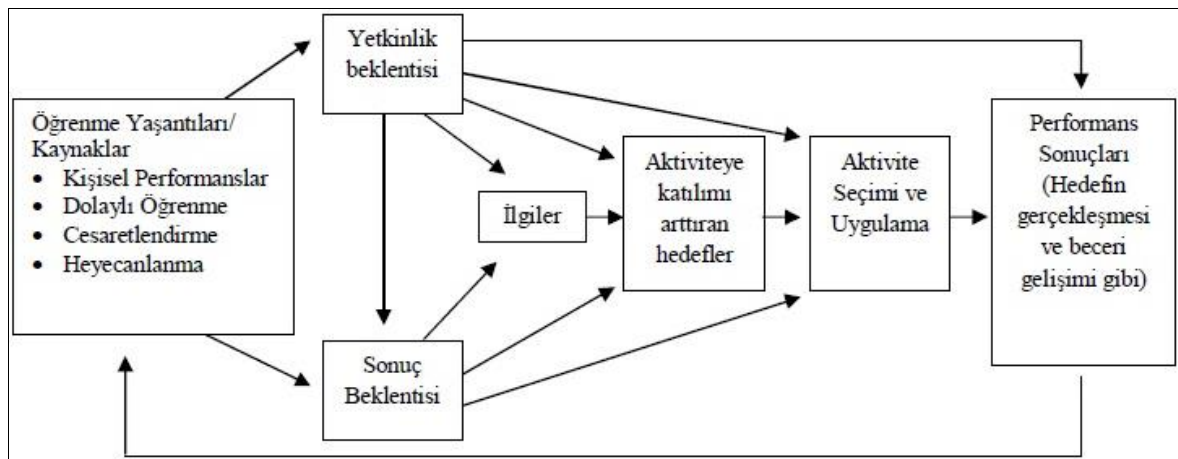 Yetkinlik
beklentisi
Öğrenme Yaşantıları/
Kaynaklar
• Kişisel Performanslar
• Dolaylı Öğrenme
• Cesaretlendirme
• Heyecanlanma
İlgiler
Sonuç
Beklentisi
Aktiviteye
katılımı
arttıran
hedefler
Aktivite
Seçimi ve
Uygulama
Performans
Sonuçları
(Hedefin
gerçekleşmesi
ve beceri
gelişimi gibi)